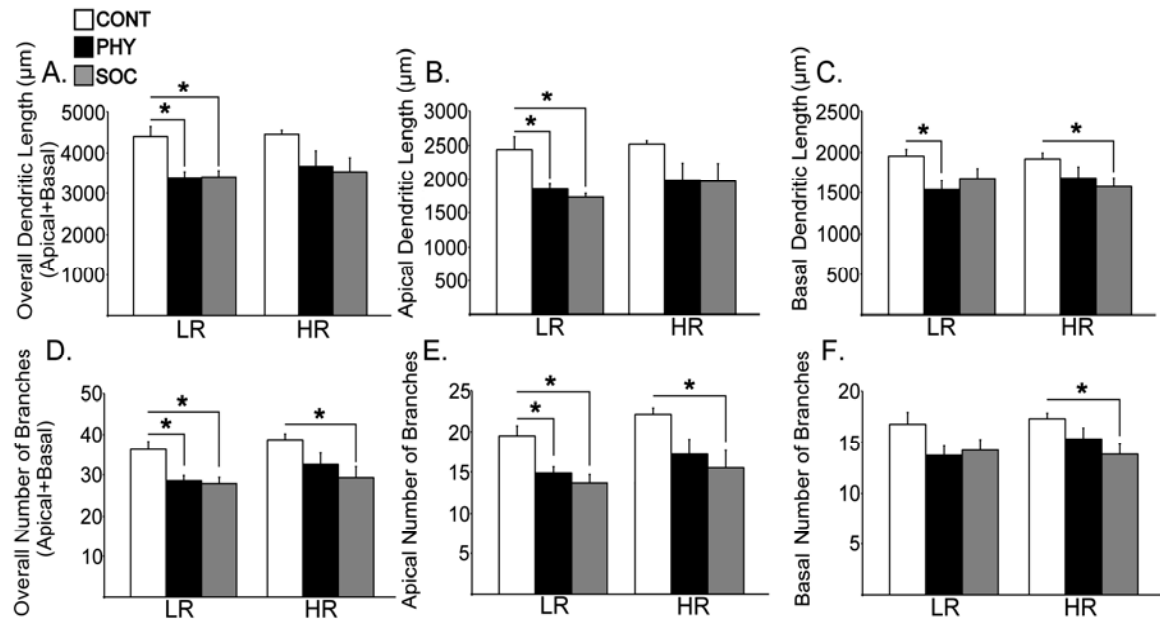 CONT
PHY
SOC
A.
Overall Dendritic Length (µm)
(Apical+Basal)
5000
4000
3000
2000
1000
*
*
LR
HR
B.
Apical Dendritic Length (µm)
3000
2500
2000
1500
1000
500
*
*
LR
HR
C.
Basal Dendritic Length (µm)
2500
2000
1500
1000
500
*
*
LR
HR
D.
Overall Number of Branches
(Apical+Basal)
50
40
30
20
10
*
*
*
LR
HR
E.
Apical Number of Branches
25
20
15
10
5
*
*
*
LR
HR
F.
Basal Number of Branches
20
15
10
5
*
LR
HR